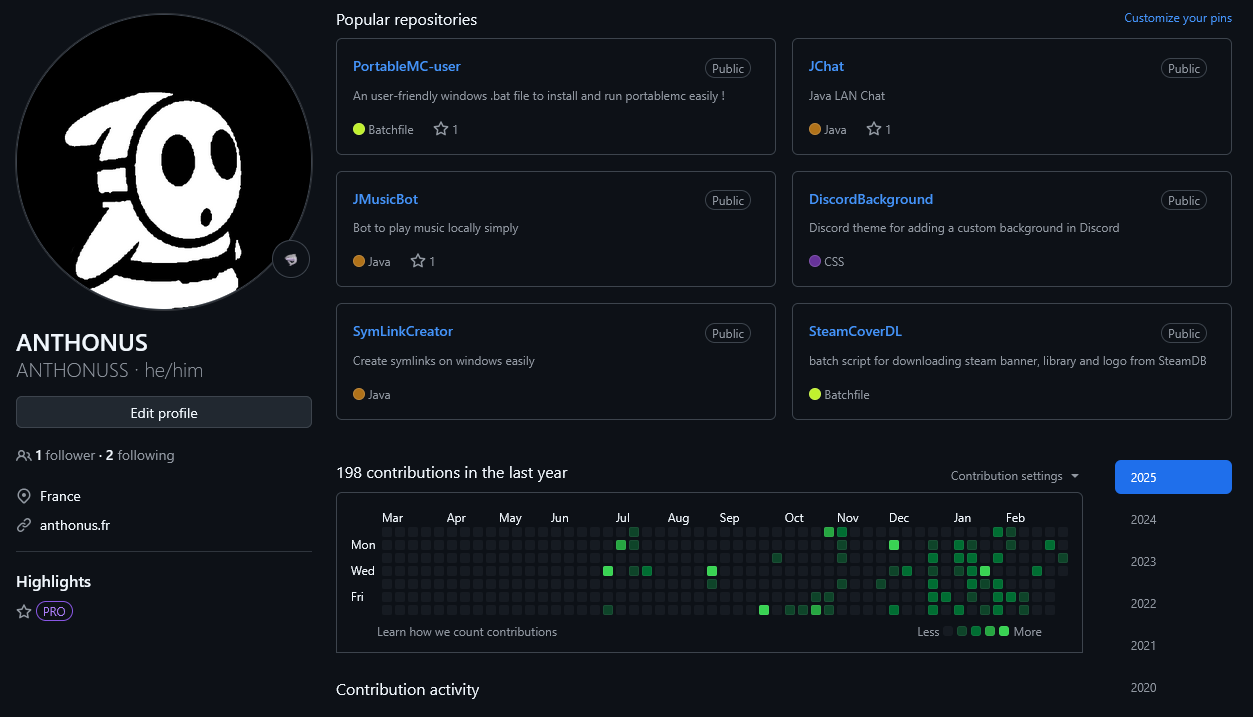 Popular repositories
Customize your pins
PortableMC-user
Public
An user-friendly windows .bat file to install and run portablemc easily !
Batchfile
1
JChat
Public
Java LAN Chat
Java
1
JMusicBot
Public
Bot to play music locally simply
Java
1
DiscordBackground
Public
Discord theme for adding a custom background in Discord
CSS
SymLinkCreator
Public
Create symlinks on windows easily
Java
SteamCoverDL
Public
batch script for downloading steam banner, library and logo from SteamDB
Batchfile
ANTHONUS
ANTHONUSS · he/him
Edit profile
1 follower · 2 following
France
anthonus.fr
Highlights
PRO
198 contributions in the last year
Contribution settings
Mar Apr May Jun Jul Aug Sep Oct Nov Dec Jan Feb
Mon
Wed
Fri
Learn how we count contributions
Less
More
2025
2024
2023
2022
2021
2020
Contribution activity